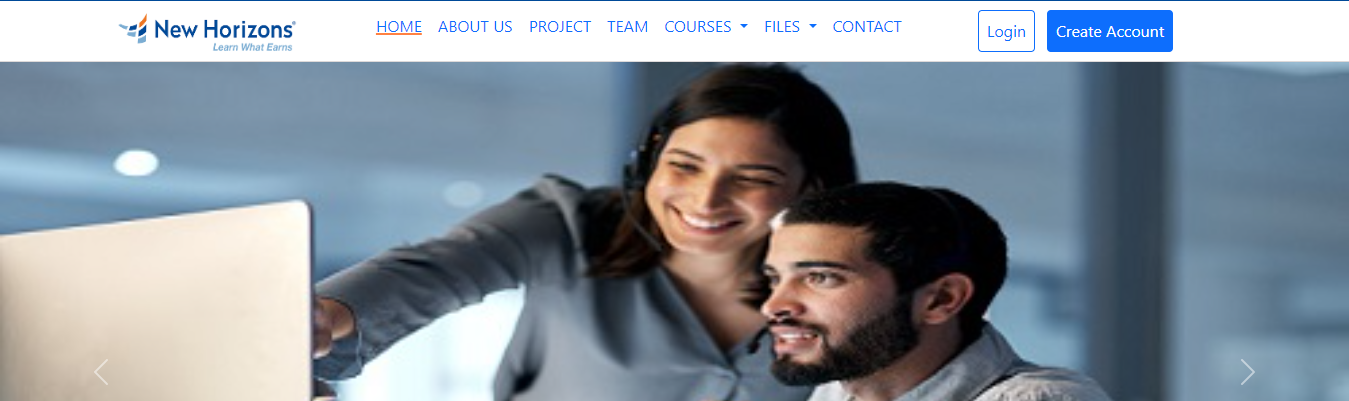 New Horizons®
Learn What Earns
HOME ABOUT US PROJECT TEAM COURSES FILES CONTACT
Login Create Account